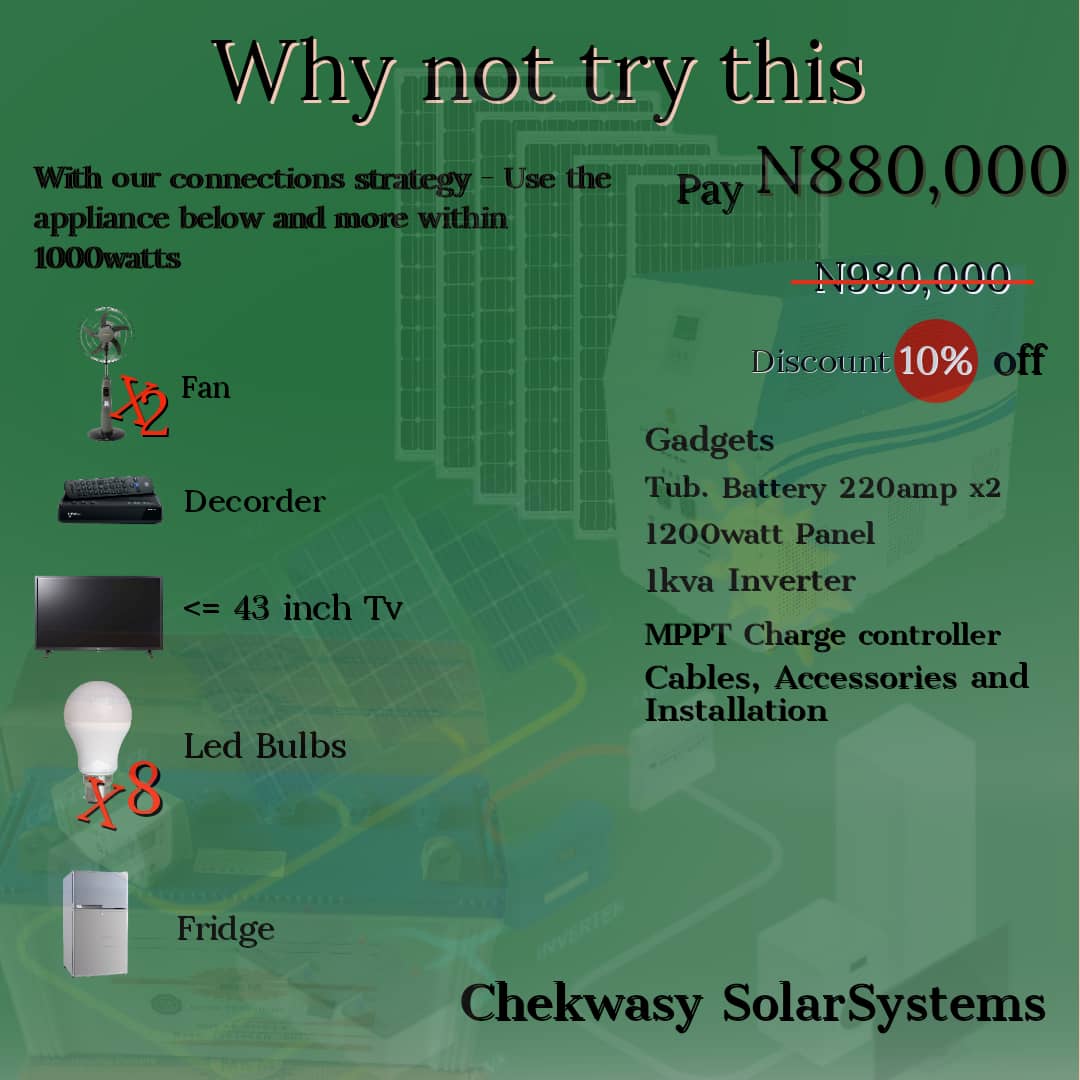 Why not try this
With our connections strategy - Use the
appliance below and more within
1000watts
Pay N880,000
N980,000
Discount 10% off
X2 Fan
Decorder
<= 43 inch Tv
Led Bulbs
x8
Fridge
Gadgets
Tub. Battery 220amp x2
1200watt Panel
1kva Inverter
MPPT Charge controller
Cables, Accessories and
Installation
INVERTER
Chekwasy SolarSystems